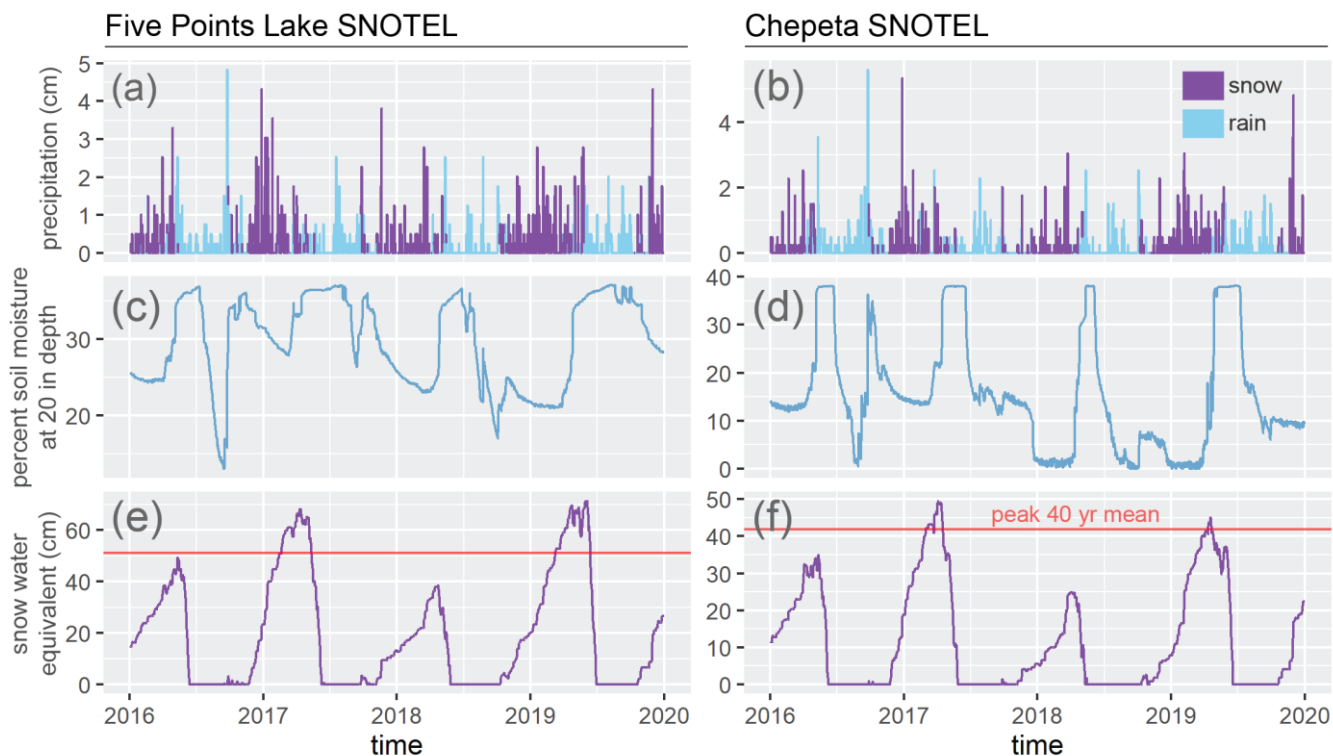 Five Points Lake SNOTEL
Chepeta SNOTEL
precipitation (cm)
5
4
3
2
1
0
(a)
4
2
0
(b)
snow
rain
percent soil moisture
at 20 in depth
30
20
(c)
40
30
20
10
0
(d)
snow water
equivalent (cm)
60
40
20
0
(e)
50
40
30
20
10
0
(f)
peak 40 yr mean
2016 2017 2018 2019 2020
2016 2017 2018 2019 2020
time
time